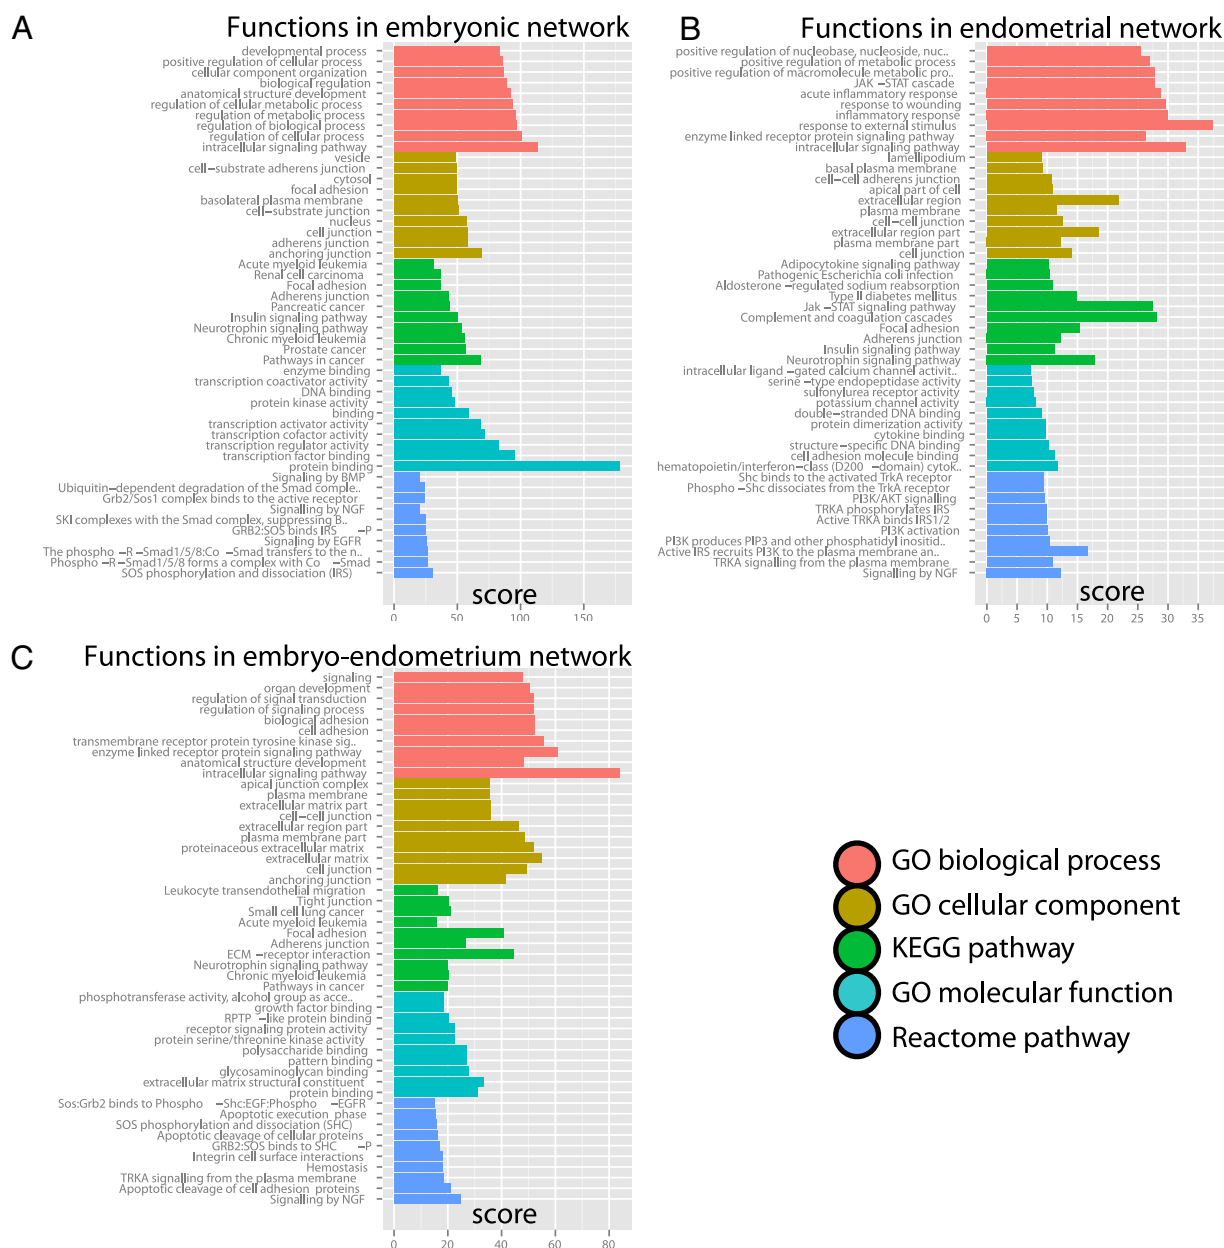 A
Functions in embryonic network
developmental process
positive regulation of cellular process
cellular component organization
biological regulation
anatomical structure development
regulation of cellular metabolic process
regulation of metabolic process
regulation of biological process
regulation of cellular process
intracellular signaling pathway
vesicle
cell−substrate adherens junction
cytosol
focal adhesion
basolateral plasma membrane
cell−substrate junction
nucleus
cell junction
adherens junction
anchoring junction
Acute myeloid leukemia
Renal cell carcinoma
Focal adhesion
Adherens junction
Pancreatic cancer
Insulin signaling pathway
Neurotrophin signaling pathway
Chronic myeloid leukemia
Prostate cancer
Pathways in cancer
enzyme binding
transcription coactivator activity
DNA binding
protein kinase activity
binding
transcription activator activity
transcription cofactor activity
transcription regulator activity
transcription factor binding
protein binding
Signaling by BMP
Ubiquitin−dependent degradation of the Smad comple..
Grb2/Sos1 complex binds to the active receptor
Signalling by NGF
SKI complexes with the Smad complex, suppressing B..
GRB2:SOS binds IRS −P
Signaling by EGFR
The phospho −R −Smad1/5/8:Co −Smad transfers to the n..
Phospho −R −Smad1/5/8 forms a complex with Co −Smad
SOS phosphorylation and dissociation (IRS)
score
0 50 100 150
B
Functions in endometrial network
positive regulation of nucleobase, nucleoside, nuc..
positive regulation of metabolic process
positive regulation of macromolecule metabolic pro..
JAK −STAT cascade
acute inflammatory response
response to wounding
inflammatory response
response to external stimulus
enzyme linked receptor protein signaling pathway
intracellular signaling pathway
lamellipodium
basal plasma membrane
cell−cell adherens junction
apical part of cell
extracellular region
plasma membrane
cell−cell junction
extracellular region part
plasma membrane part
cell junction
Adipocytokine signaling pathway
Pathogenic Escherichia coli infection
Aldosterone −regulated sodium reabsorption
Type II diabetes mellitus
Jak −STAT signaling pathway
Complement and coagulation cascades
Focal adhesion
Adherens junction
Insulin signaling pathway
Neurotrophin signaling pathway
intracellular ligand −gated calcium channel activit..
serine −type endopeptidase activity
sulfonylurea receptor activity
potassium channel activity
double−stranded DNA binding
protein dimerization activity
cytokine binding
structure−specific DNA binding
cell adhesion molecule binding
hematopoietin/interferon−class (D200 −domain) cytok..
Shc binds to the activated TrkA receptor
Phospho −Shc dissociates from the TrkA receptor
PI3K/AKT signalling
TRKA phosphorylates IRS
Active TRKA binds IRS1/2
PI3K activation
PI3K produces PIP3 and other phosphatidyl inositid..
Active IRS recruits PI3K to the plasma membrane an..
TRKA signalling from the plasma membrane
Signalling by NGF
score
0 5 10 15 20 25 30 35
C
Functions in embryo-endometrium network
signaling
organ development
regulation of signal transduction
regulation of signaling process
biological adhesion
cell adhesion
transmembrane receptor protein tyrosine kinase sig..
enzyme linked receptor protein signaling pathway
anatomical structure development
intracellular signaling pathway
apical junction complex
plasma membrane
extracellular matrix part
cell−cell junction
extracellular region part
plasma membrane part
proteinaceous extracellular matrix
extracellular matrix
cell junction
anchoring junction
Leukocyte transendothelial migration
Tight junction
Small cell lung cancer
Acute myeloid leukemia
Focal adhesion
Adherens junction
ECM −receptor interaction
Neurotrophin signaling pathway
Chronic myeloid leukemia
Pathways in cancer
phosphotransferase activity, alcohol group as acce..
growth factor binding
RPTP −like protein binding
receptor signaling protein activity
protein serine/threonine kinase activity
polysaccharide binding
pattern binding
glycosaminoglycan binding
extracellular matrix structural constituent
protein binding
Sos:Grb2 binds to Phospho −Shc:EGF:Phospho −EGFR
Apoptotic execution phase
SOS phosphorylation and dissociation (SHC)
Apoptotic cleavage of cellular proteins
GRB2:SOS binds to SHC −P
Integrin cell surface interactions
Hemostasis
TRKA signalling from the plasma membrane
Apoptotic cleavage of cell adhesion proteins
Signalling by NGF
score
0 20 40 60 80
GO biological process
GO cellular component
KEGG pathway
GO molecular function
Reactome pathway